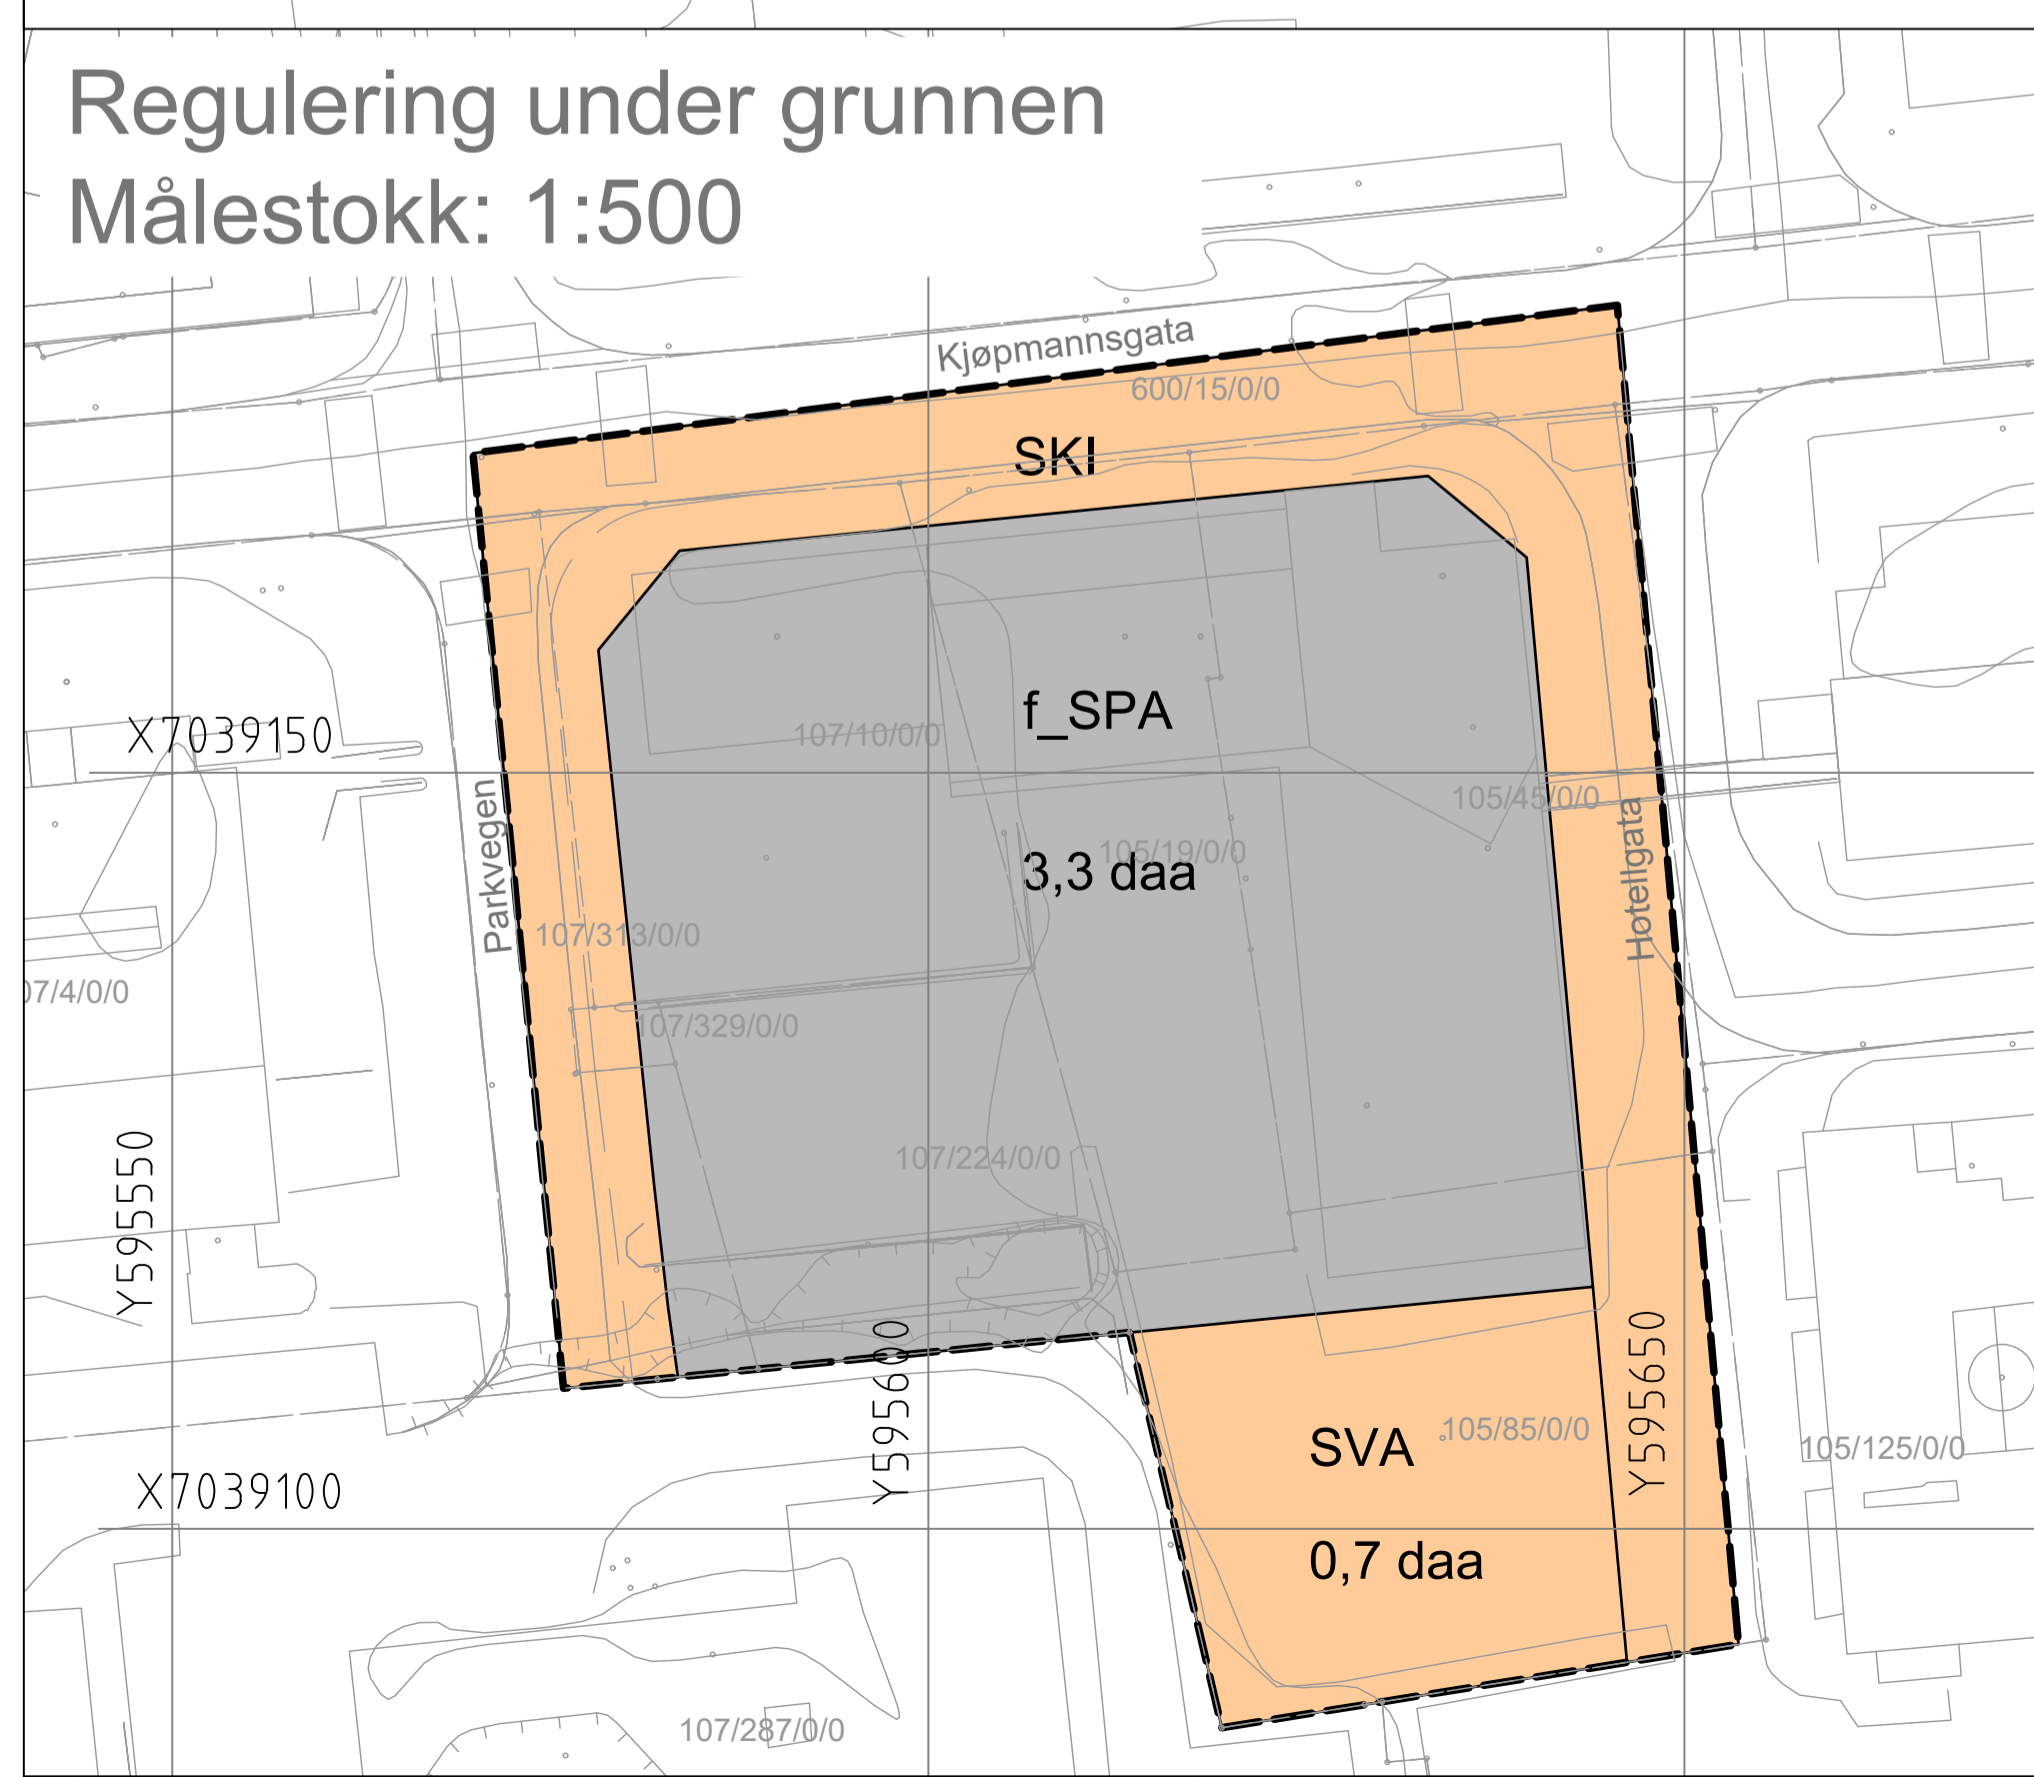 Regulering under grunnen
Målestokk: 1:500
Kjøpmannsgata
600/15/0/0
SKI
f_SPA
X7039150
107/10/0/0
Parkvegen
105/45/0/0
Hotellgata
105/19/0/0
3,3 daa
107/313/0/0
07/4/0/0
107/329/0/0
107/224/0/0
Y595550
Y595600
Y595650
SVA
105/85/0/0
105/125/0/0
X7039100
0,7 daa
107/287/0/0